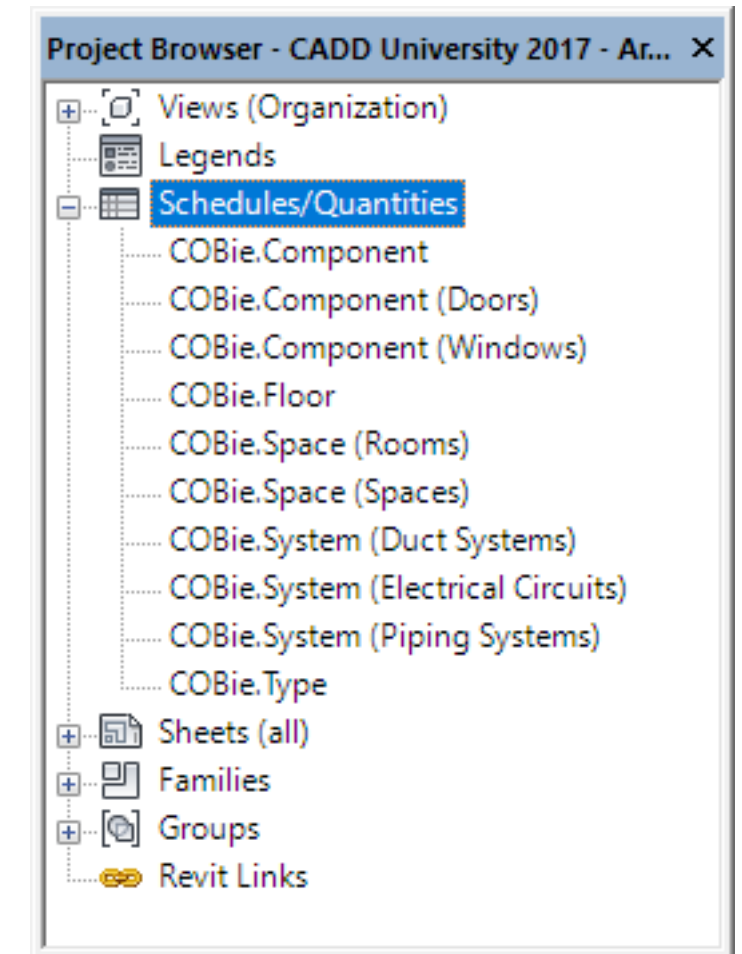 Project Browser - CADD University 2017 - Ar...
Views (Organization)
Legends
Schedules/Quantities
COBie.Component
COBie.Component (Doors)
COBie.Component (Windows)
COBie.Floor
COBie.Space (Rooms)
COBie.Space (Spaces)
COBie.System (Duct Systems)
COBie.System (Electrical Circuits)
COBie.System (Piping Systems)
COBie.Type
Sheets (all)
Families
Groups
Revit Links